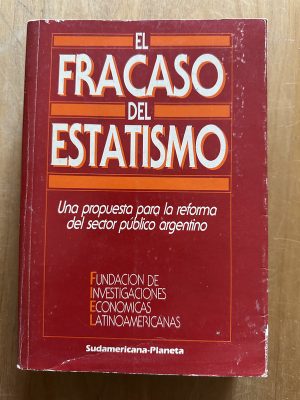 EL
FRACASO
DEL
ESTATISMO
Una propuesta para la reforma
del sector público argentino
FUNDACION DE
INVESTIGACIONES
ECONOMICAS
LATINOAMERICANAS
Sudamericana-Planeta